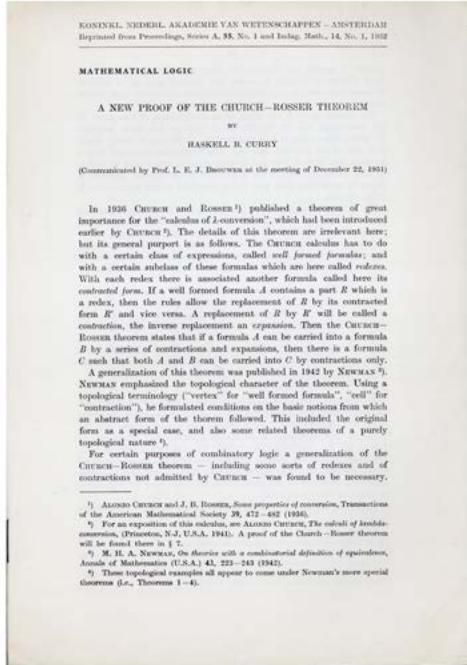 KONINKL. NEDERL. AKADEMIE VAN WETENSCHAPPEN – AMSTERDAM
Reprinted from Proceedings, Series A, 55, No. 1 and Indag. Math., 14, No. 1, 1952
MATHEMATICAL LOGIC
A NEW PROOF OF THE CHURCH–ROSSER THEOREM
BY
HASKELL B. CURRY
(Communicated by Prof. L. E. J. BROUWER at the meeting of December 22, 1951)
In 1936 CHURCH and ROSSER ¹) published a theorem of great
importance for the "calculus of λ-conversion", which had been introduced
earlier by CHURCH ²). The details of this theorem are irrelevant here;
but its general purport is as follows. The CHURCH calculus has to do
with a certain class of expressions, called well formed formulas; and
with a certain subclass of these formulas which are here called redexes.
With each redex there is associated another formula called here its
contracted form. If a well formed formula A contains a part R which is
a redex, then the rules allow the replacement of R by its contracted
form R′ and vice versa. A replacement of R by R′ will be called a
contraction, the inverse replacement an expansion. Then the CHURCH–
ROSSER theorem states that if a formula A can be carried into a formula
B by a series of contractions and expansions, then there is a formula
C such that both A and B can be carried into C by contractions only.
A generalization of this theorem was published in 1942 by NEWMAN ³).
NEWMAN emphasized the topological character of the theorem. Using a
topological terminology ("vertex" for "well formed formula", "cell" for
"contraction"), he formulated conditions on the basic notions from which
an abstract form of the thorem followed. This included the original
form as a special case, and also some related theorems of a purely
topological nature ⁴).
For certain purposes of combinatory logic a generalization of the
CHURCH–ROSSER theorem — including some sorts of redexes and of
contractions not admitted by CHURCH — was found to be necessary.
¹) ALONZO CHURCH and J. B. ROSSER, Some properties of conversion, Transactions
of the American Mathematical Society 39, 472–482 (1936).
²) For an exposition of this calculus, see ALONZO CHURCH, The calculi of lambda-
conversion, (Princeton, N-J, U.S.A. 1941). A proof of the Church–Rosser theorem
will be found there in § 7.
³) M. H. A. NEWMAN, On theories with a combinatorial definition of equivalence,
Annals of Mathematics (U.S.A.) 43, 223–243 (1942).
⁴) These topological examples all appear to come under Newman's more special
theorems (i.e., Theorems 1–4).